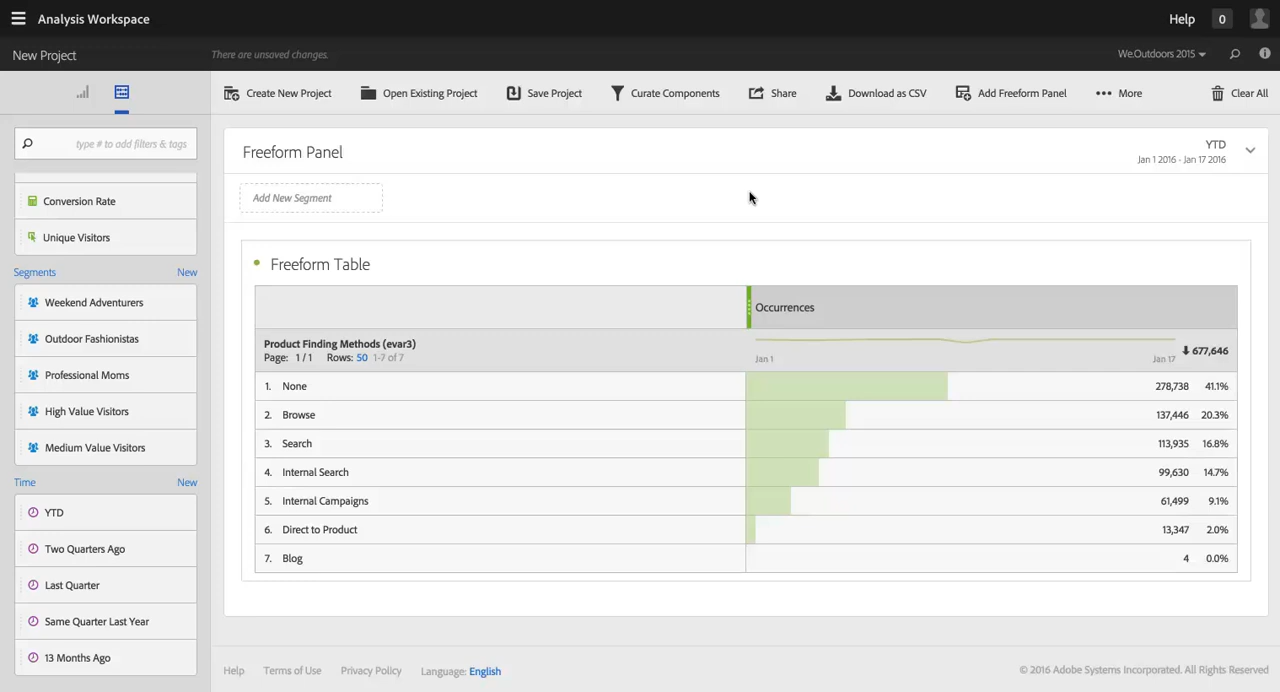 Analysis Workspace
Help 0
New Project
There are unsaved changes.
We.Outdoors 2015
Create New Project
Open Existing Project
Save Project
Curate Components
Share
Download as CSV
Add Freeform Panel
More
Clear All
type # to add filters & tags
Conversion Rate
Unique Visitors
Segments New
Weekend Adventurers
Outdoor Fashionistas
Professional Moms
High Value Visitors
Medium Value Visitors
Time New
YTD
Two Quarters Ago
Last Quarter
Same Quarter Last Year
13 Months Ago
Freeform Panel
YTD
Jan 1 2016 - Jan 17 2016
Add New Segment
Freeform Table
Occurrences
Product Finding Methods (evar3)
Page: 1 / 1 Rows: 50 1-7 of 7
Jan 1 Jan 17
677,646
1. None 278,738 41.1%
2. Browse 137,446 20.3%
3. Search 113,935 16.8%
4. Internal Search 99,630 14.7%
5. Internal Campaigns 61,499 9.1%
6. Direct to Product 13,347 2.0%
7. Blog 4 0.0%
Help Terms of Use Privacy Policy Language: English
© 2016 Adobe Systems Incorporated. All Rights Reserved